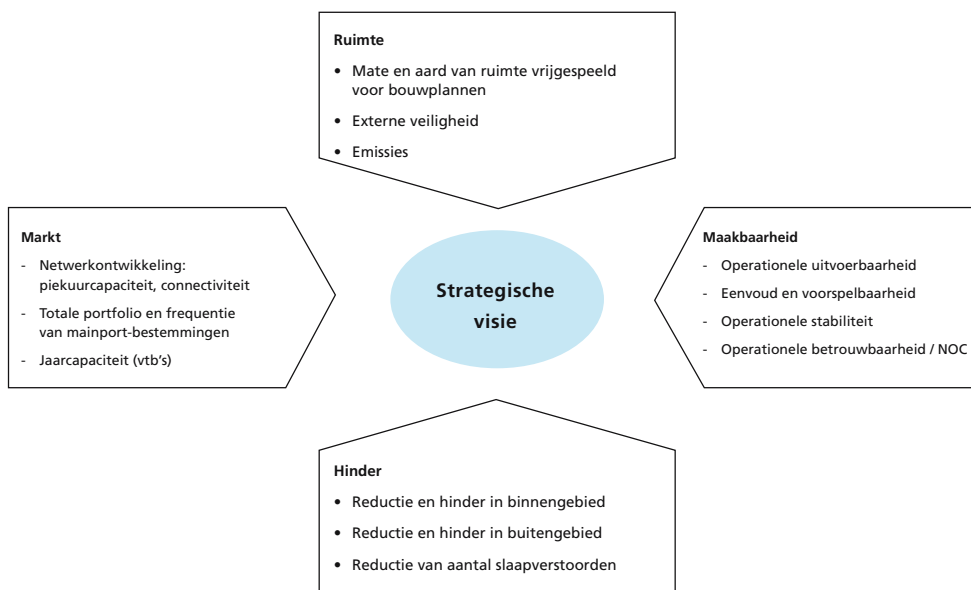 Ruimte
• Mate en aard van ruimte vrijgespeeld
voor bouwplannen
• Externe veiligheid
• Emissies
Markt
- Netwerkontwikkeling:
piekuurcapaciteit, connectiviteit
- Totale portfolio en frequentie
van mainport-bestemmingen
- Jaarcapaciteit (vtb's)
Strategische
visie
Maakbaarheid
- Operationele uitvoerbaarheid
- Eenvoud en voorspelbaarheid
- Operationele stabiliteit
- Operationele betrouwbaarheid / NOC
Hinder
• Reductie en hinder in binnengebied
• Reductie en hinder in buitengebied
• Reductie van aantal slaapverstoorden